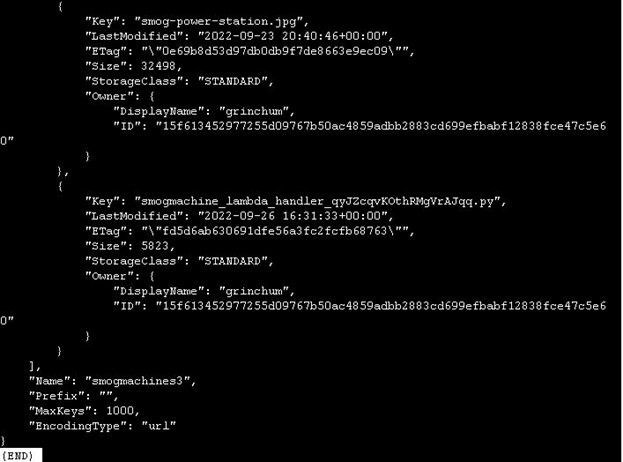 {
"Key": "smog-power-station.jpg",
"LastModified": "2022-09-23 20:40:46+00:00",
"ETag": "\"0e69b8d53d97db0db9f7de8663e9ec09\"",
"Size": 32498,
"StorageClass": "STANDARD",
"Owner": {
"DisplayName": "grinchum",
"ID": "15f613452977255d09767b50ac4859adbb2883cd699efbabf12838fce47c5e6
0"
}
},
{
"Key": "smogmachine_lambda_handler_qyJZcqvKOthRMgVrAJqq.py",
"LastModified": "2022-09-26 16:31:33+00:00",
"ETag": "\"fd5d6ab630691dfe56a3fc2fcfb68763\"",
"Size": 5823,
"StorageClass": "STANDARD",
"Owner": {
"DisplayName": "grinchum",
"ID": "15f613452977255d09767b50ac4859adbb2883cd699efbabf12838fce47c5e6
0"
}
}
],
"Name": "smogmachines3",
"Prefix": "",
"MaxKeys": 1000,
"EncodingType": "url"
}
(END)